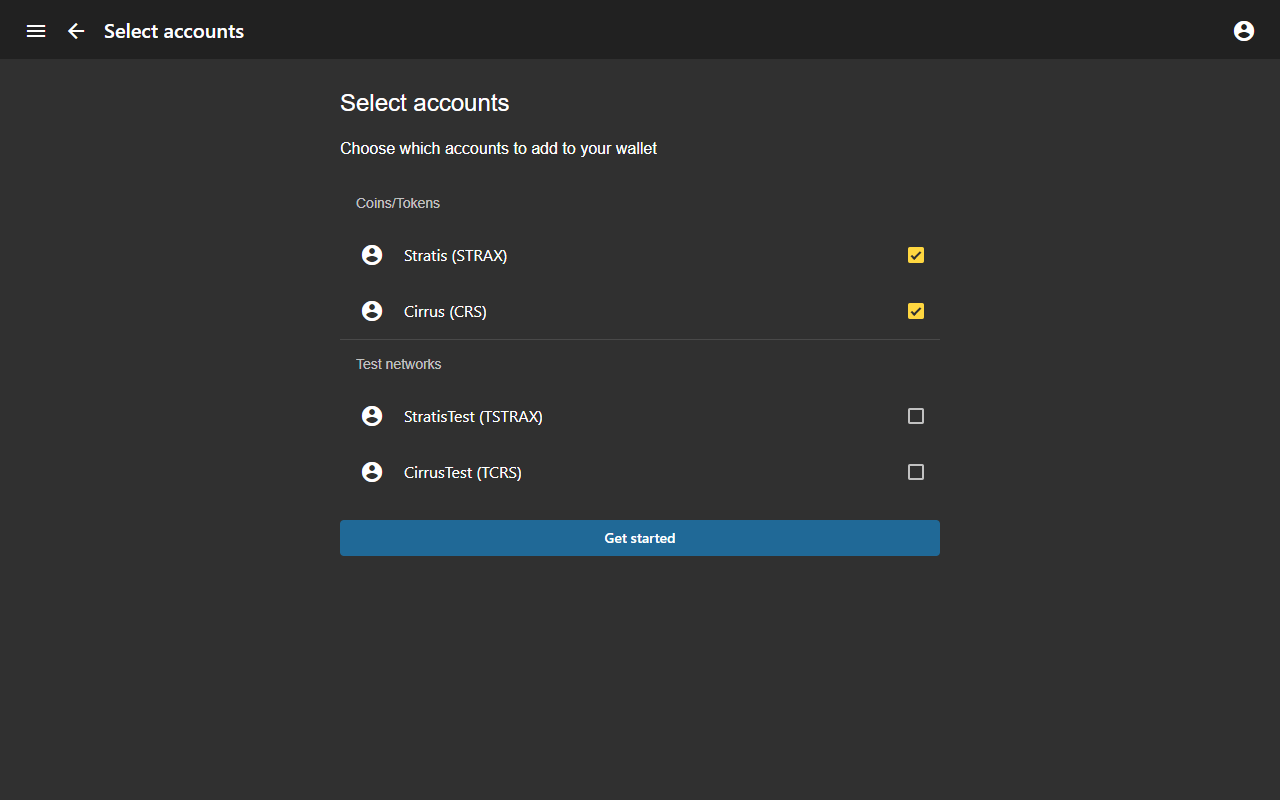 Select accounts
Select accounts
Choose which accounts to add to your wallet
Coins/Tokens
Stratis (STRAX)
Cirrus (CRS)
Test networks
StratisTest (TSTRAX)
CirrusTest (TCRS)
Get started